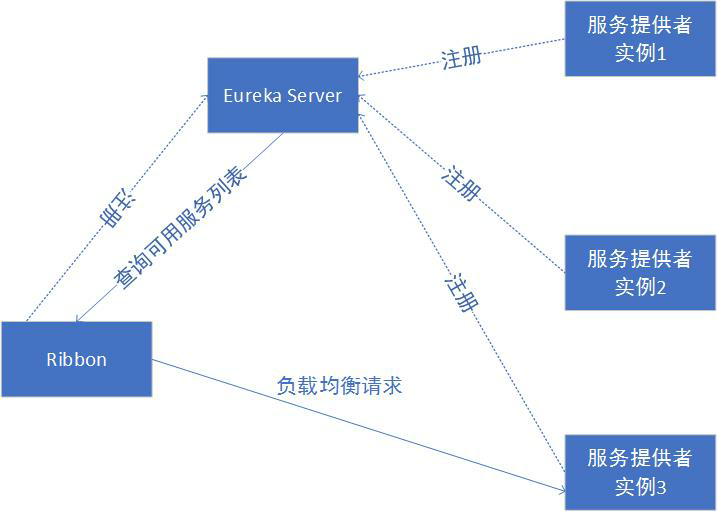 服务提供者
实例1
注册
Eureka Server
注册
查询可用服务列表
注册
服务提供者
实例2
注册
Ribbon
负载均衡请求
服务提供者
实例3